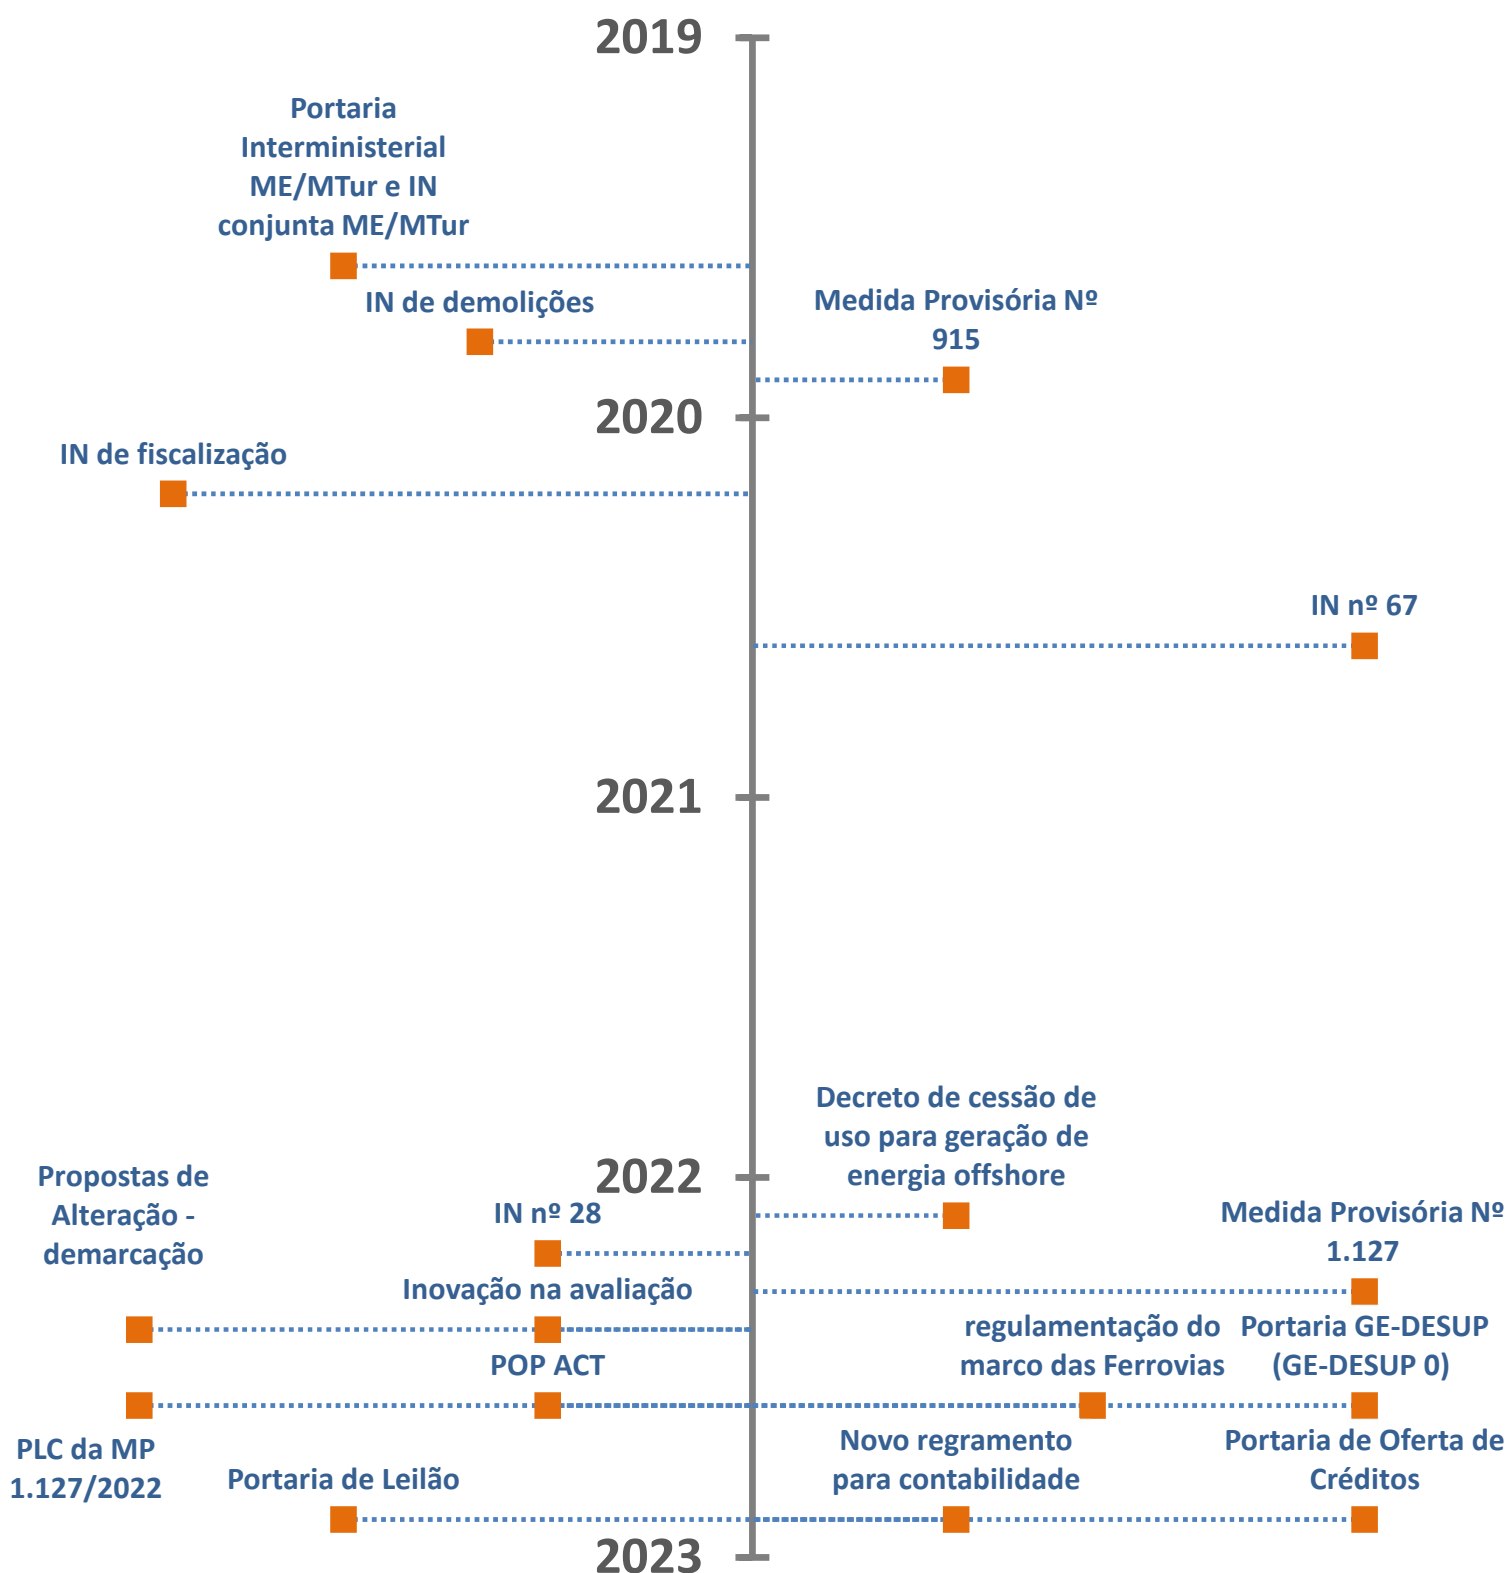 2019
Portaria
Interministerial
ME/MTur e IN
conjunta ME/MTur
IN de demolições
Medida Provisória Nº
915
2020
IN de fiscalização
IN nº 67
2021
Decreto de cessão de
uso para geração de
energia offshore
2022
Propostas de
Alteração -
demarcação
IN nº 28
Medida Provisória Nº
1.127
Inovação na avaliação
regulamentação do
marco das Ferrovias
Portaria GE-DESUP
(GE-DESUP 0)
POP ACT
PLC da MP
1.127/2022
Portaria de Leilão
Novo regramento
para contabilidade
Portaria de Oferta de
Créditos
2023